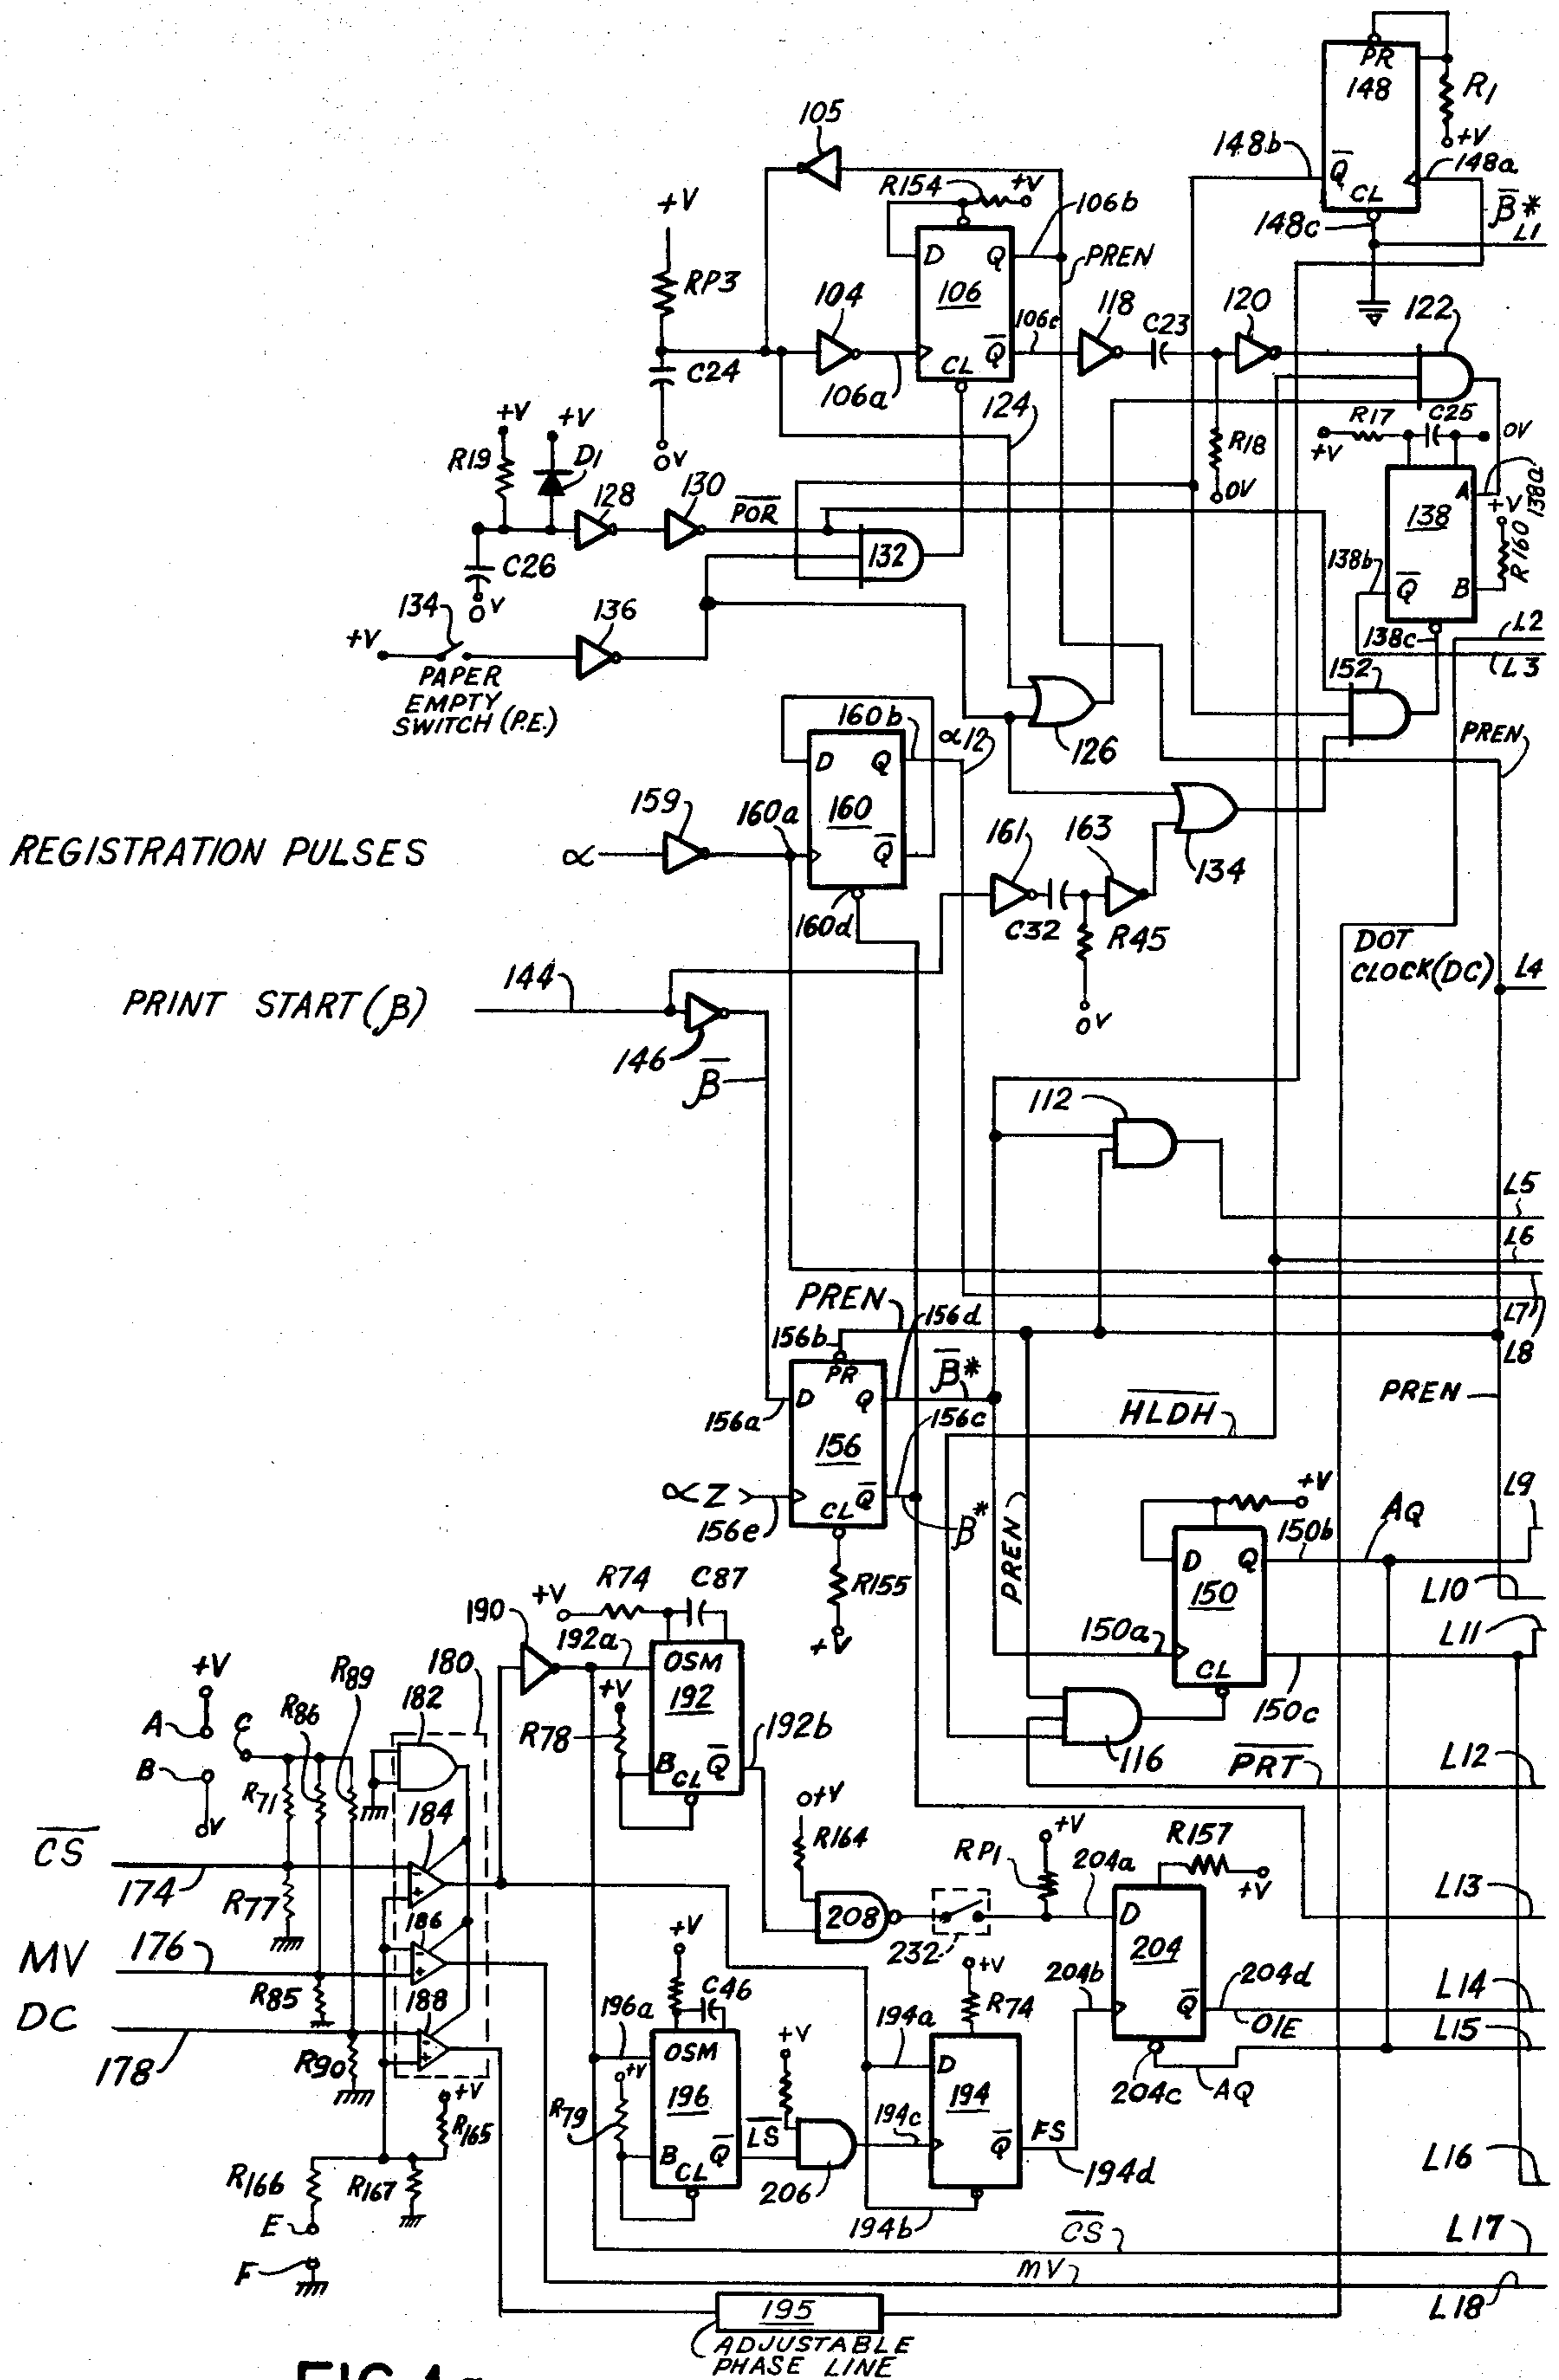 PR
148
R1
+V
148b
Q̅
CL
148a
β̅*
148c
L1
105
R154
+V
106b
D Q
PREN
106
106c
Q̅
CL
+V
RP3
104
C24
106a
0V
118
C23
120
122
124
R18
0V
R17
C25
+V
0V
A
138a
138
+V
R160
138b
Q̅ B
138c
L2
L3
+V
+V
R19
D1
128
130
P̅O̅R̅
132
C26
0V
134
136
+V
PAPER
EMPTY
SWITCH (P.E.)
152
126
PREN
160b
α12
D Q
160
Q̅
160a
159
160d
REGISTRATION PULSES
α
161
163
134
C32
R45
0V
DOT
CLOCK(DC)
L4
144
PRINT START (β)
146
β̅
112
L5
L6
L7
L8
PREN
156b
156d
PR
β̅*
D Q
156a
156c
156
H̅L̅D̅H̅
PREN
αZ
CL Q̅
156e
β*
R155
+V
PREN
+V
L9
150b
AQ
D Q
150
L10
150a
L11
CL
150c
116
P̅R̅T̅
L12
R74
C87
+V
190
192a
OSM
192
+V
R78
192b
B Q̅
CL
+V
A
B
C
V
R86
R89
180
182
R71
184
C̅S̅
174
R77
186
MV
176
R85
188
DC
178
R90
+V
R165
R166
R167
E
F
+V
R164
208
232
RP1
+V
204a
R157
+V
D
204
204b
204d
Q̅
OIE
204c
AQ
L13
L14
L15
+V
C46
196a
OSM
196
+V
R79
B Q̅
CL
L̅S̅
+V
206
+V
R74
194a
D
194
194c
Q̅
FS
194d
194b
L16
C̅S̅
L17
MV
L18
195
ADJUSTABLE
PHASE LINE